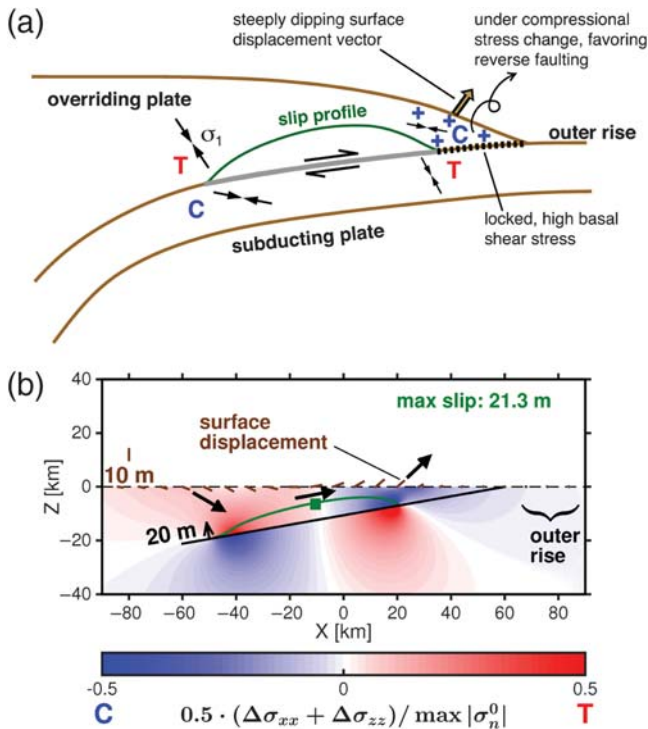 (a)
steeply dipping surface
displacement vector
under compressional
stress change, favoring
reverse faulting
overriding plate
σ1
slip profile
+
+
C
+
+
outer rise
T
T
C
locked, high basal
shear stress
subducting plate
(b)
40
20
0
−20
−40
Z [km]
max slip: 21.3 m
surface
displacement
10 m
20 m
outer
rise
−80
−60
−40
−20
0
20
40
60
80
X [km]
-0.5
0
0.5
C
0.5 · (Δσxx + Δσzz)/ max |σn0|
T